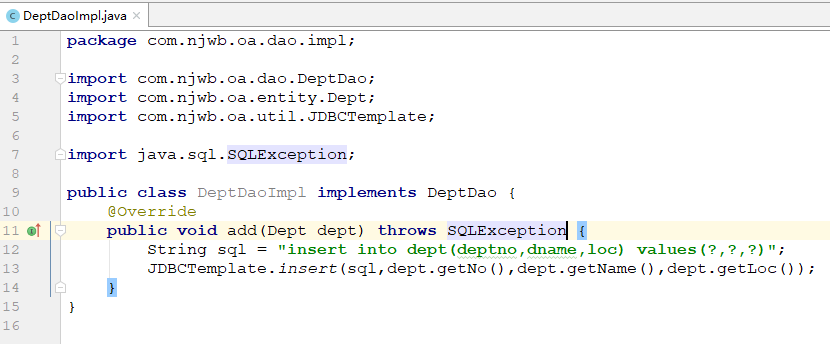 DeptDaoImpl.java
1 package com.njwb.oa.dao.impl;
2
3 import com.njwb.oa.dao.DeptDao;
4 import com.njwb.oa.entity.Dept;
5 import com.njwb.oa.util.JDBCTemplate;
6
7 import java.sql.SQLException;
8
9 public class DeptDaoImpl implements DeptDao {
10 @Override
11 public void add(Dept dept) throws SQLException {
12 String sql = "insert into dept(deptno,dname,loc) values(?,?,?)";
13 JDBCTemplate.insert(sql,dept.getNo(),dept.getName(),dept.getLoc());
14 }
15 }
16